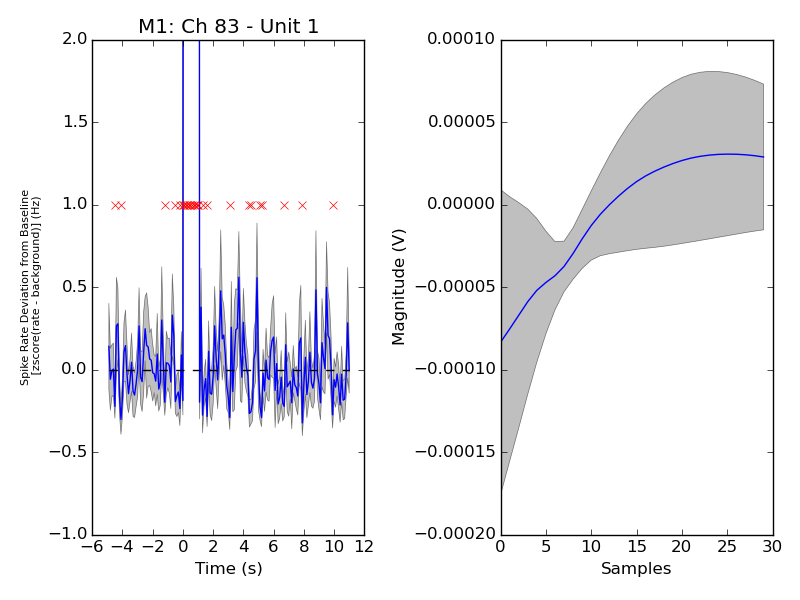 M1: Ch 83 - Unit 1
2.0
1.5
1.0
0.5
0.0
−0.5
−1.0
−6 −4 −2 0 2 4 6 8 10 12
Time (s)
Spike Rate Deviation from Baseline
[zscore(rate - background)] (Hz)
0.00010
0.00005
0.00000
−0.00005
−0.00010
−0.00015
−0.00020
0 5 10 15 20 25 30
Samples
Magnitude (V)